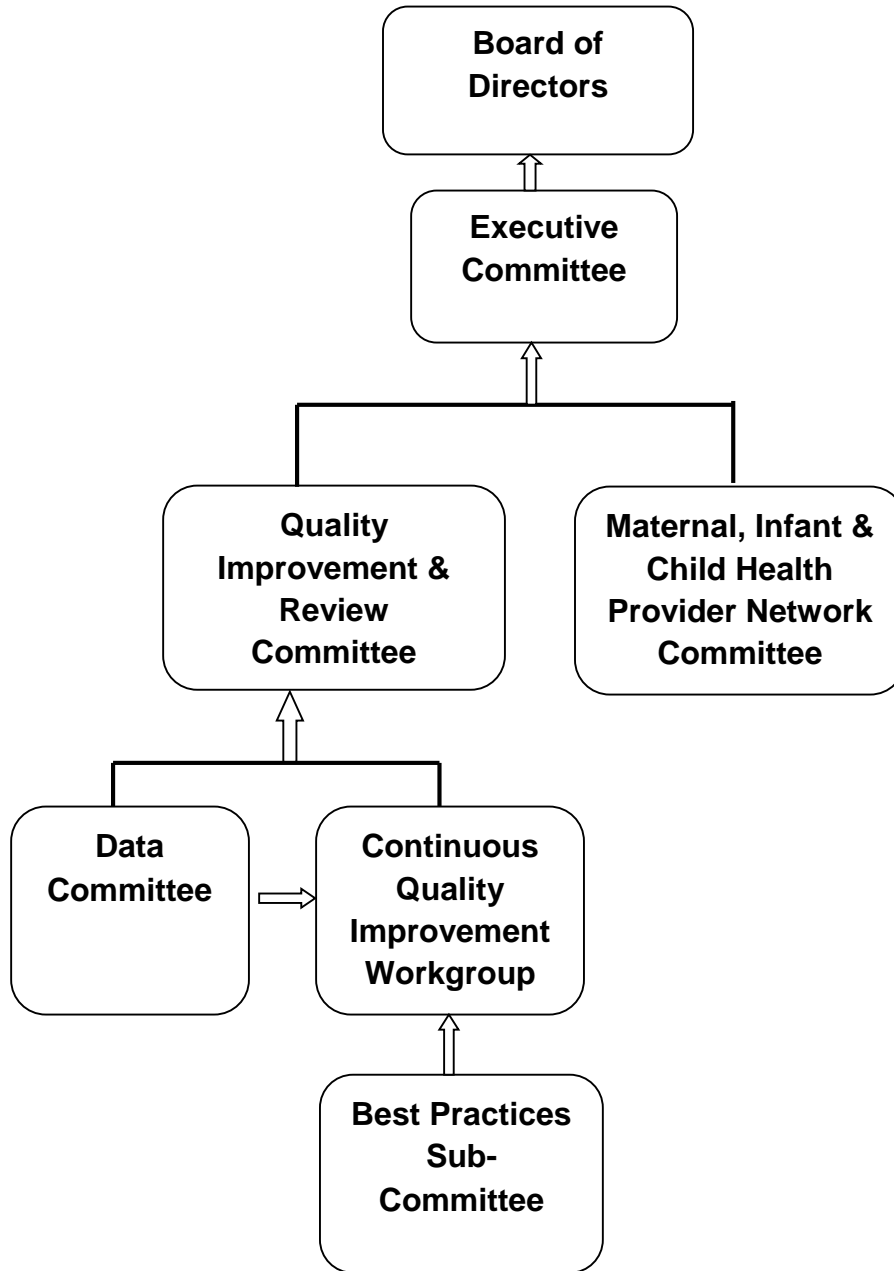 Board of
Directors
Executive
Committee
Quality
Improvement &
Review
Committee
Maternal, Infant &
Child Health
Provider Network
Committee
Data
Committee
Continuous
Quality
Improvement
Workgroup
Best Practices
Sub-
Committee